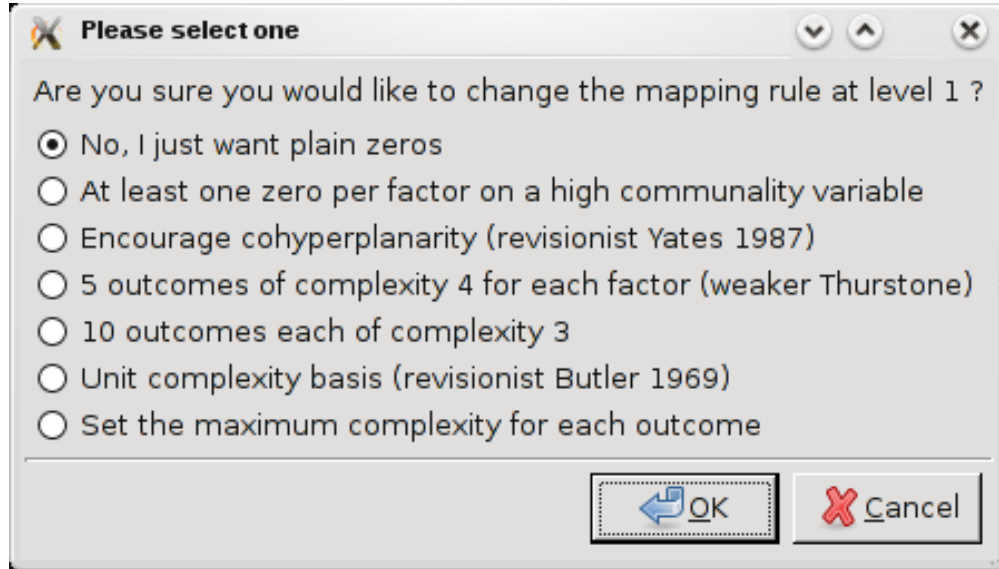 Please select one
Are you sure you would like to change the mapping rule at level 1 ?
No, I just want plain zeros
At least one zero per factor on a high communality variable
Encourage cohyperplanarity (revisionist Yates 1987)
5 outcomes of complexity 4 for each factor (weaker Thurstone)
10 outcomes each of complexity 3
Unit complexity basis (revisionist Butler 1969)
Set the maximum complexity for each outcome
OK
Cancel